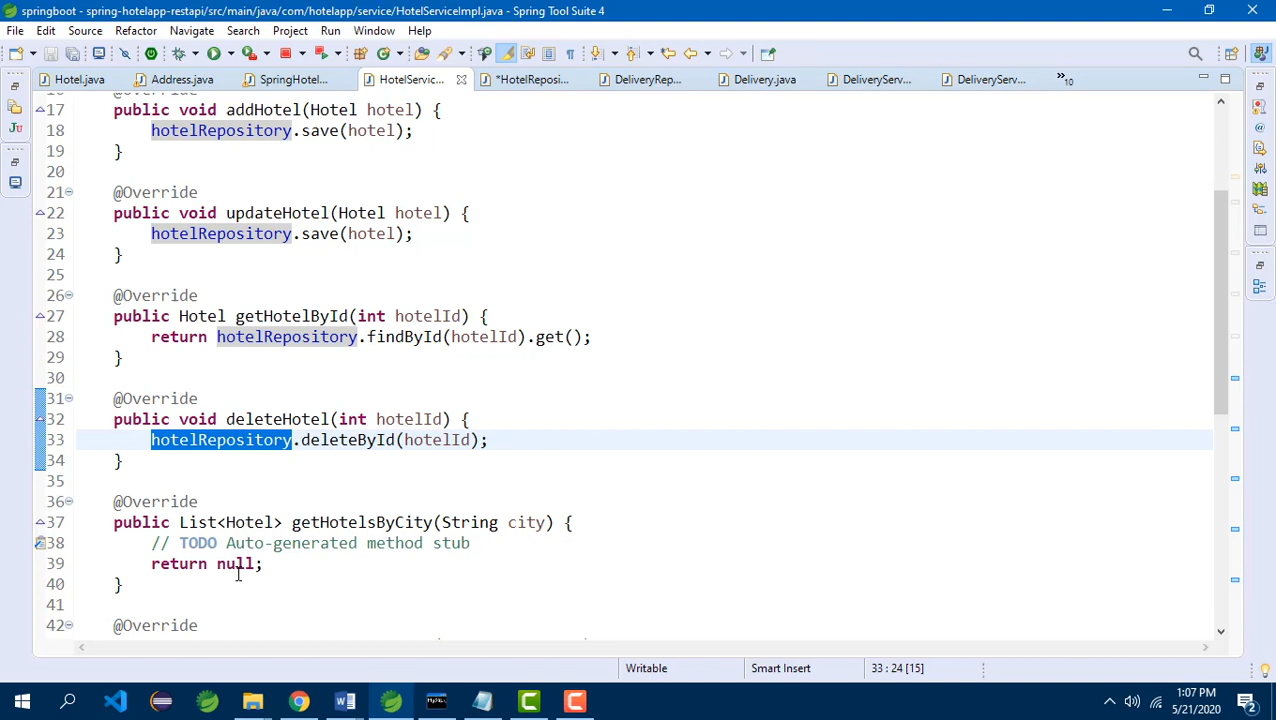 springboot - spring-hotelapp-restapi/src/main/java/com/hotelapp/service/HotelServiceImpl.java - Spring Tool Suite 4
File Edit Source Refactor Navigate Search Project Run Window Help
Hotel.java Address.java SpringHotel... HotelServic... *HotelReposi... DeliveryRep... Delivery.java DeliveryServ... DeliveryServ... »10
16 @Override
17 public void addHotel(Hotel hotel) {
18 hotelRepository.save(hotel);
19 }
20
21 @Override
22 public void updateHotel(Hotel hotel) {
23 hotelRepository.save(hotel);
24 }
25
26 @Override
27 public Hotel getHotelById(int hotelId) {
28 return hotelRepository.findById(hotelId).get();
29 }
30
31 @Override
32 public void deleteHotel(int hotelId) {
33 hotelRepository.deleteById(hotelId);
34 }
35
36 @Override
37 public List<Hotel> getHotelsByCity(String city) {
38 // TODO Auto-generated method stub
39 return null;
40 }
41
42 @Override
Writable Smart Insert 33 : 24 [15]
1:07 PM
5/21/2020
2